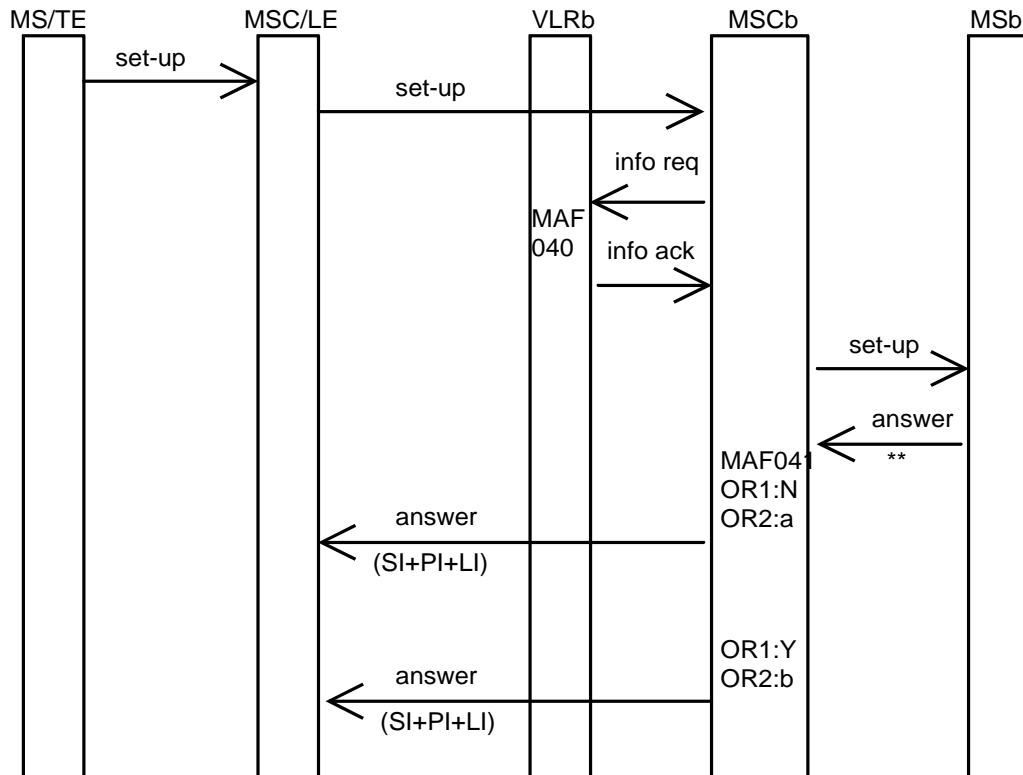 MS/TE MSC/LE VLRb MSCb MSb
set-up
set-up
info req
MAF
040
info ack
set-up
answer
**
MAF041
OR1:N
OR2:a
answer
(SI+PI+LI)
OR1:Y
OR2:b
answer
(SI+PI+LI)